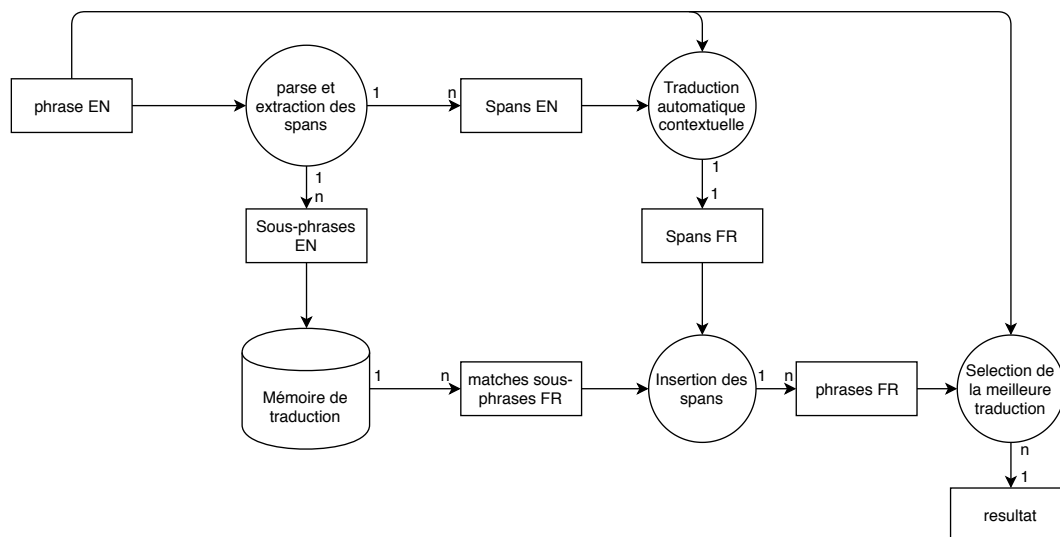 phrase EN
parse et
extraction des
spans
1
n
Spans EN
Traduction
automatique
contextuelle
1
n
1
1
Sous-phrases
EN
Spans FR
Mémoire de
traduction
1
n
matches sous-
phrases FR
Insertion des
spans
1
n
phrases FR
Selection de
la meilleure
traduction
n
1
resultat